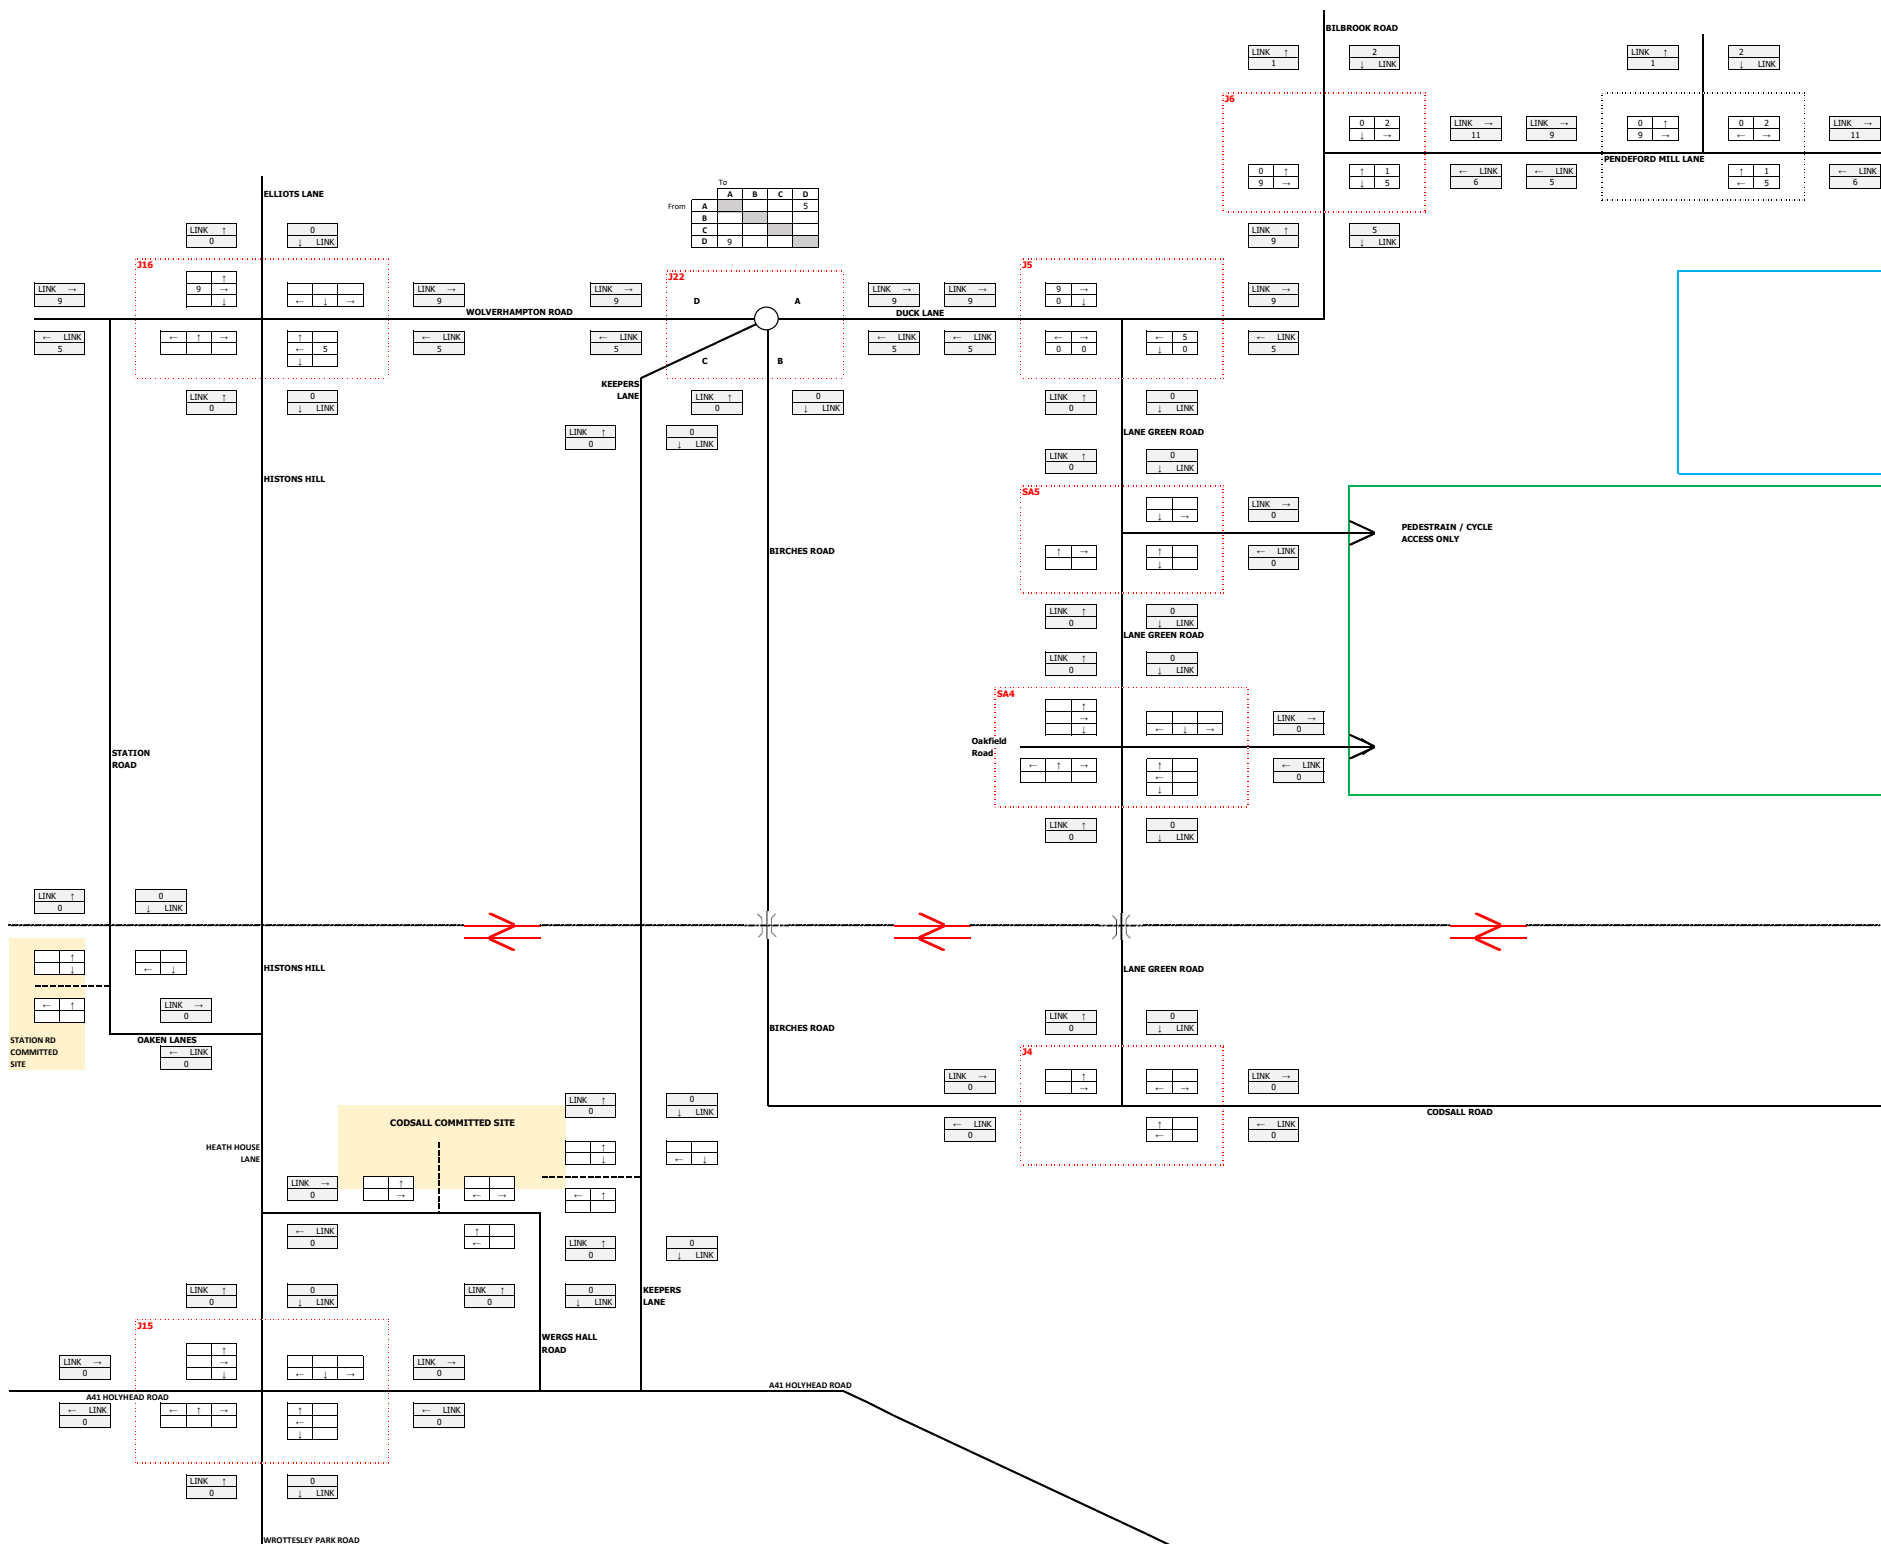 BILBROOK ROAD
LINK ↑ 2
1 ↓ LINK
LINK ↑ 2
1 ↓ LINK
J6
0 2
↓ →
LINK →
11
LINK →
9
0 ↑
9 →
0 2
← →
LINK →
11
PENDEFORD MILL LANE
0 ↑
9 →
↑ 1
↓ 5
← LINK
6
← LINK
5
↑ 1
← 5
← LINK
6
To
A B C D
From A 5
B
C
D 9
ELLIOTS LANE
LINK ↑ 0
0 ↓ LINK
LINK ↑ 5
9 ↓ LINK
J16
↑
9 →
↓
← ↓ →
LINK →
9
LINK →
9
WOLVERHAMPTON ROAD
LINK →
9
J22
D A
C B
LINK →
9
LINK →
9
DUCK LANE
J5
9 →
0 ↓
LINK →
9
← LINK
5
← ↑ →
↑
← 5
↓
← LINK
5
← LINK
5
← LINK
5
← LINK
5
← →
0 0
← 5
↓ 0
← LINK
5
KEEPERS
LANE
LINK ↑ 0
0 ↓ LINK
LINK ↑ 0
0 ↓ LINK
LINK ↑ 0
0 ↓ LINK
LINK ↑ 0
0 ↓ LINK
LANE GREEN ROAD
LINK ↑ 0
0 ↓ LINK
HISTONS HILL
SA5
↓ →
LINK →
0
PEDESTRAIN / CYCLE
ACCESS ONLY
BIRCHES ROAD
↑ →
↑
↓
← LINK
0
LINK ↑ 0
0 ↓ LINK
LANE GREEN ROAD
LINK ↑ 0
0 ↓ LINK
SA4
↑
→
↓
← ↓ →
LINK →
0
Oakfield
Road
STATION
ROAD
← ↑ →
↑
←
↓
← LINK
0
LINK ↑ 0
0 ↓ LINK
LINK ↑ 0
0 ↓ LINK
↑
↓
← ↓
HISTONS HILL
LANE GREEN ROAD
← ↑
LINK →
0
STATION RD
COMMITTED
SITE
OAKEN LANES
← LINK
0
BIRCHES ROAD
LINK ↑ 0
0 ↓ LINK
J4
LINK →
0
↑
→
← →
LINK →
0
CODSALL ROAD
← LINK
0
↑
←
← LINK
0
LINK ↑ 0
0 ↓ LINK
CODSALL COMMITTED SITE
HEATH HOUSE
LANE
↑
↓
← ↓
LINK →
0
↑
→
← →
← ↑
← LINK
0
↑
←
LINK ↑ 0
0 ↓ LINK
LINK ↑ 0
0 ↓ LINK
LINK ↑ 0
0 ↓ LINK
KEEPERS
LANE
J15
WERGS HALL
ROAD
LINK →
0
↑
→
↓
← ↓ →
LINK →
0
A41 HOLYHEAD ROAD
A41 HOLYHEAD ROAD
← LINK
0
← ↑ →
↑
←
↓
← LINK
0
LINK ↑ 0
0 ↓ LINK
WROTTESLEY PARK ROAD